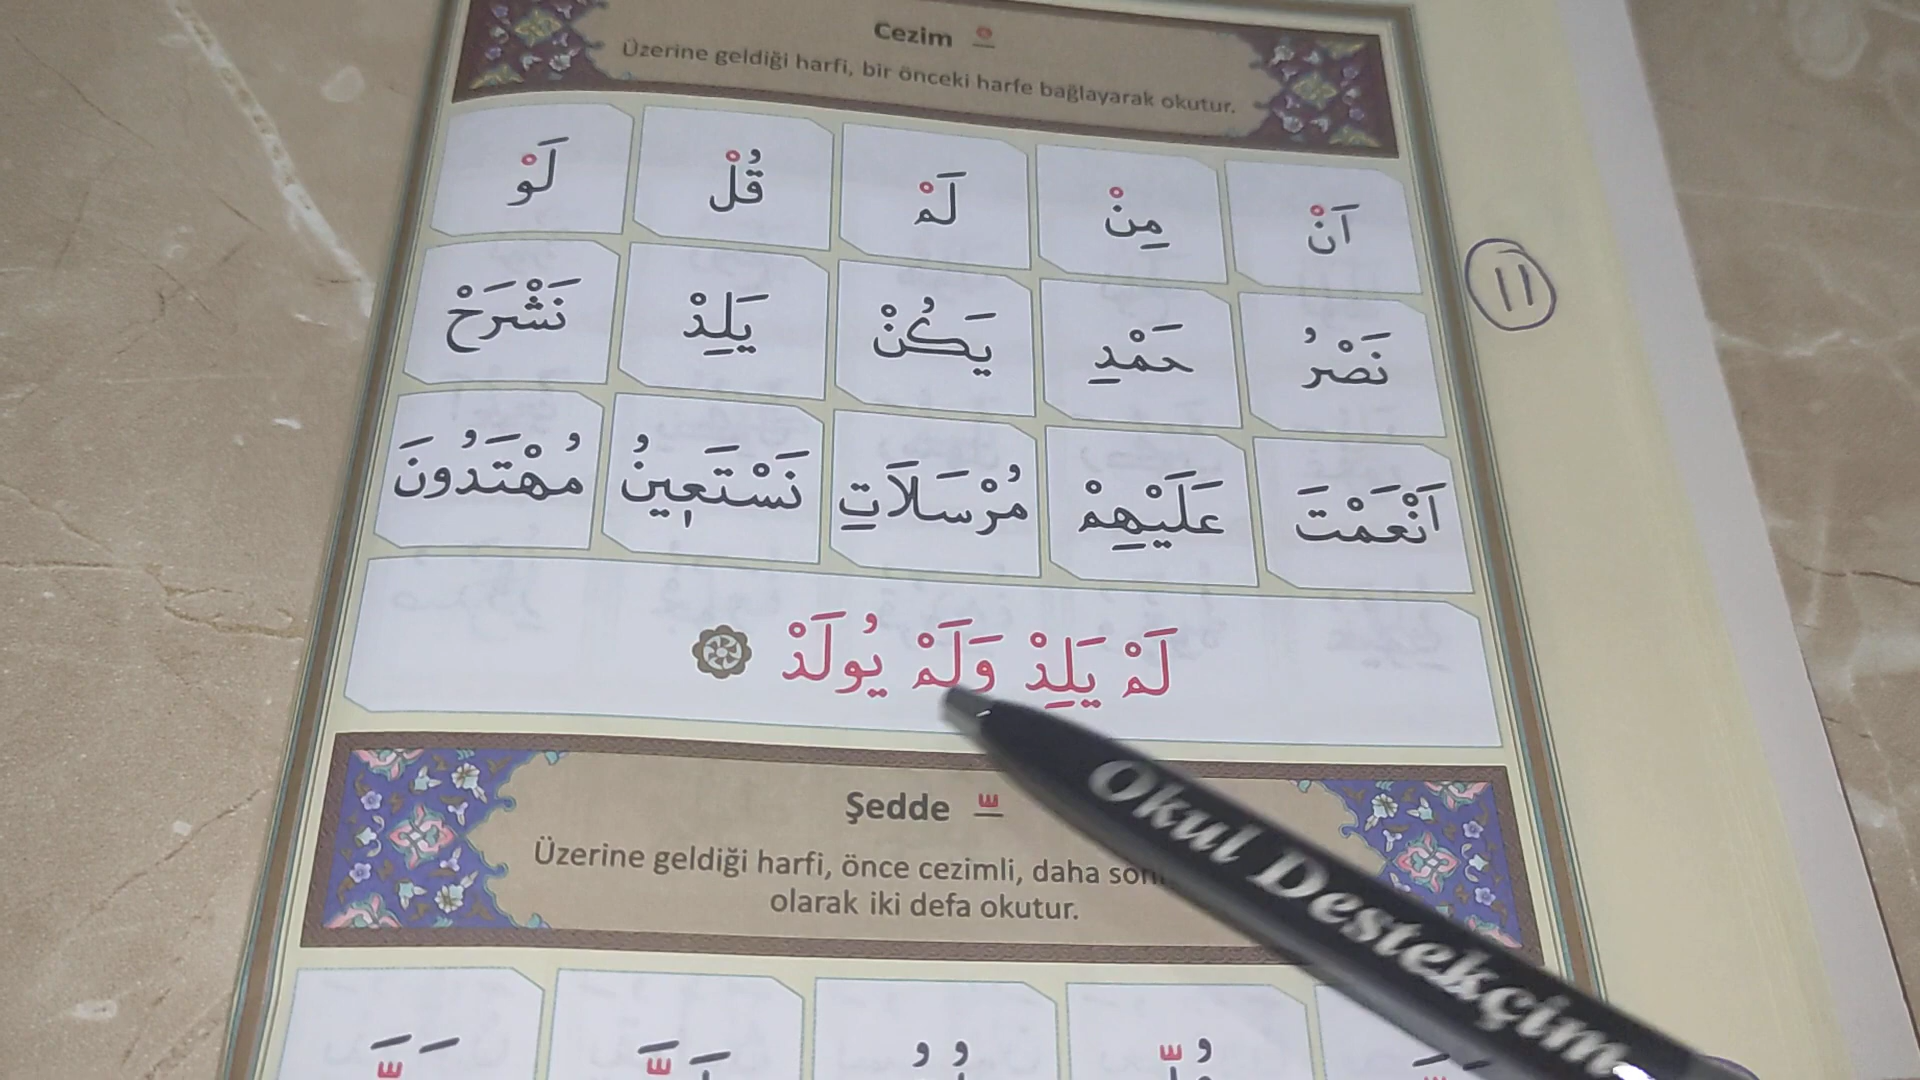 Cezim
Üzerine geldiği harfi, bir önceki harfe bağlayarak okutur.
اَنْ مِنْ لَمْ قُلْ لَوْ
نَصْرُ حَمْدِ يَكُنْ يَلِدْ نَشْرَحْ
اَنْعَمْتَ عَلَيْهِمْ مُرْسَلَاتِ نَسْتَعٖينُ مُهْتَدُونَ
لَمْ يَلِدْ وَلَمْ يُولَدْ
11
Şedde
Üzerine geldiği harfi, önce cezimli, daha
olarak iki defa okutur.
Okul Destekçim